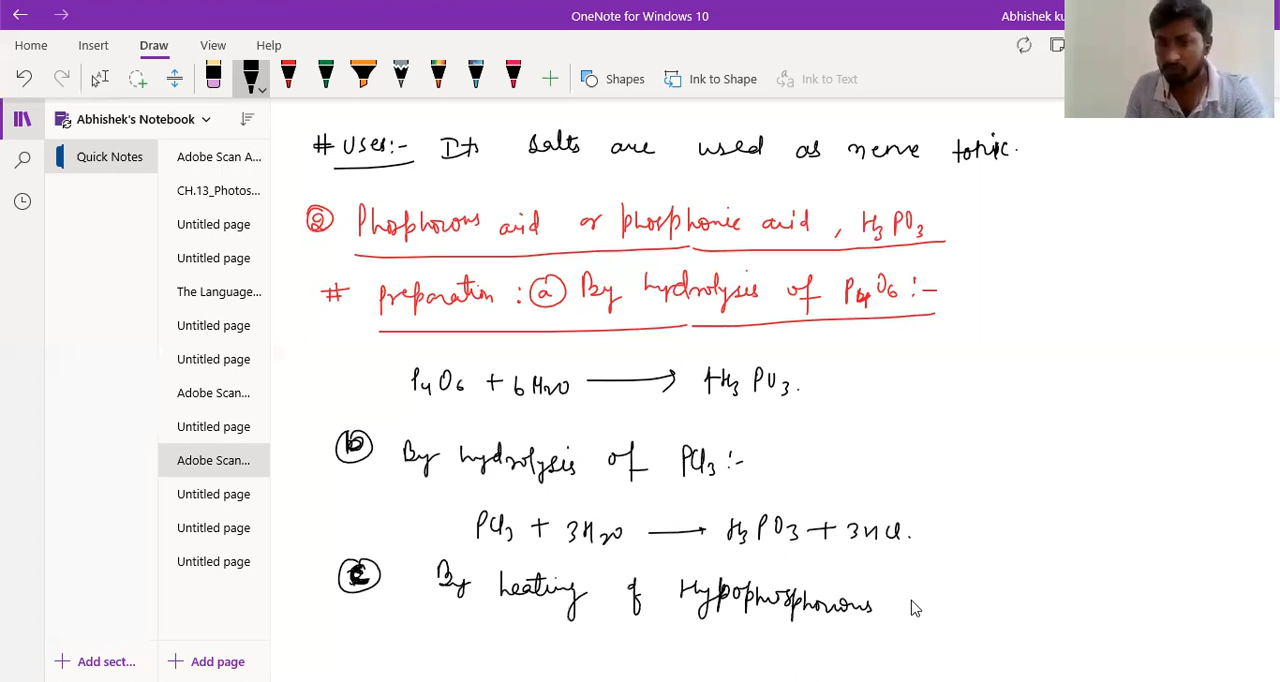 OneNote for Windows 10
Abhishek ku
Home Insert Draw View Help
Shapes Ink to Shape Ink to Text
Abhishek's Notebook
Quick Notes
Adobe Scan A...
CH.13_Photos...
Untitled page
Untitled page
The Language...
Untitled page
Untitled page
Adobe Scan...
Untitled page
Adobe Scan...
Untitled page
Untitled page
Untitled page
Add sect...
Add page
# Uses:- Its salts are used as nerve tonic.
② Phosphorous acid or phosphonic acid, H3PO3
# preparation : ⓐ By hydrolysis of P4O6 :-
P4O6 + 6H2O ⟶ 4H3PO3.
ⓑ By hydrolysis of PCl3 :-
PCl3 + 3H2O ⟶ H3PO3 + 3HCl.
ⓒ By heating of Hypophosphorous